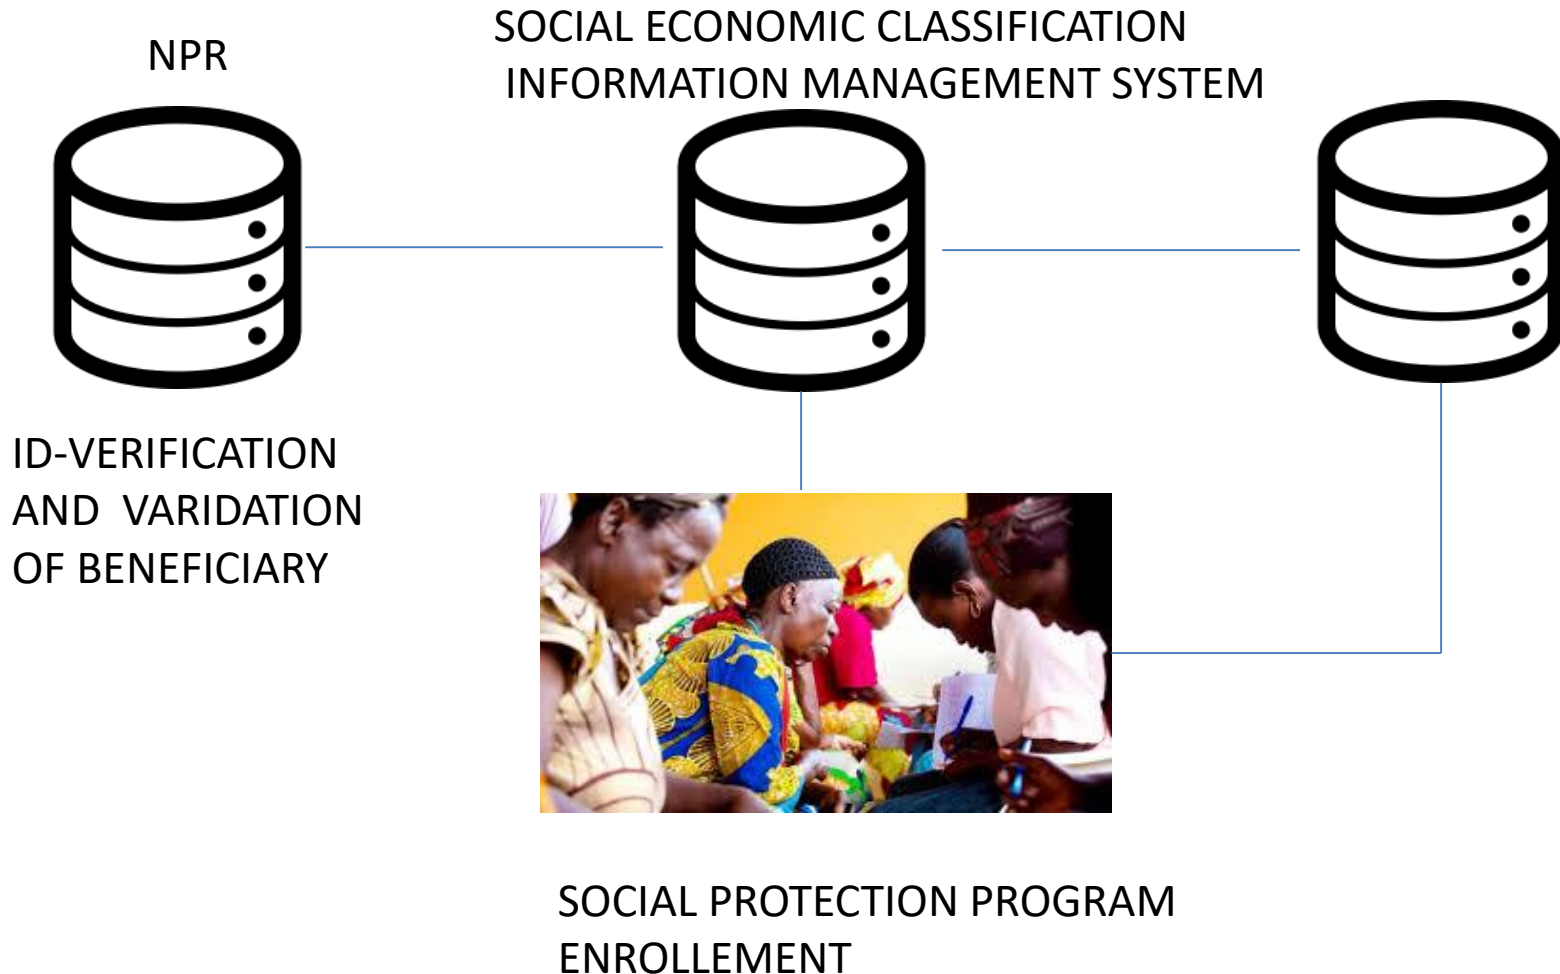 NPR
SOCIAL ECONOMIC CLASSIFICATION
INFORMATION MANAGEMENT SYSTEM
ID-VERIFICATION
AND VARIDATION
OF BENEFICIARY
SOCIAL PROTECTION PROGRAM
ENROLLEMENT